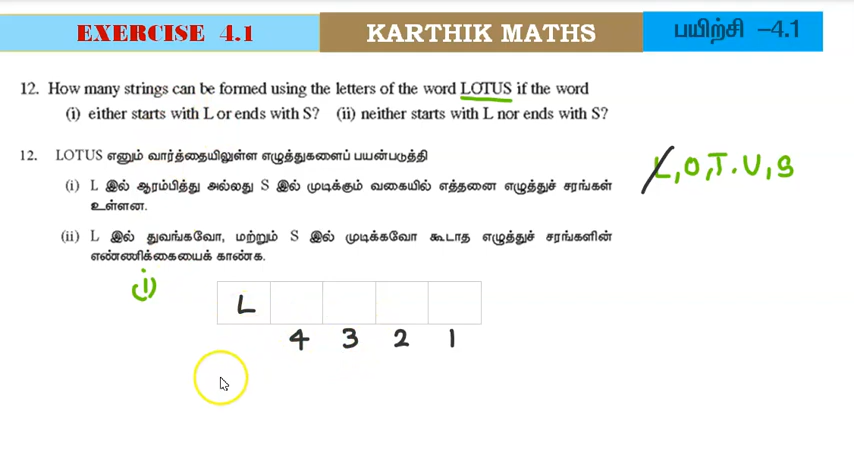 EXERCISE 4.1 KARTHIK MATHS பயிற்சி –4.1
12. How many strings can be formed using the letters of the word LOTUS if the word
(i) either starts with L or ends with S? (ii) neither starts with L nor ends with S?
12. LOTUS எனும் வார்த்தையிலுள்ள எழுத்துகளைப் பயன்படுத்தி
L, O, T. U, S
(i) L இல் ஆரம்பித்து அல்லது S இல் முடிக்கும் வகையில் எத்தனை எழுத்துச் சரங்கள்
உள்ளன.
(ii) L இல் துவங்கவோ, மற்றும் S இல் முடிக்கவோ கூடாத எழுத்துச் சரங்களின்
எண்ணிக்கையைக் காண்க.
(i)
L
4 3 2 1